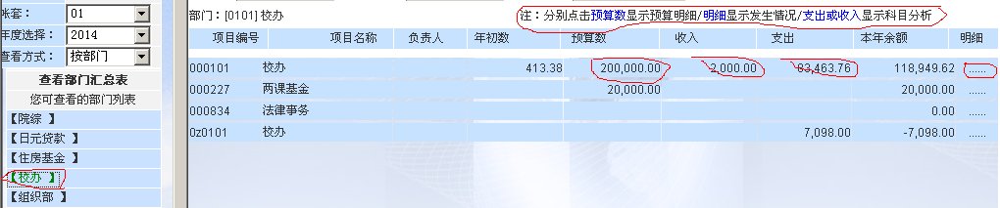 帐套： 01
年度选择： 2014
查看方式： 按部门
查看部门汇总表
您可查看的部门列表
【院综 】
【日元贷款 】
【住房基金 】
【校办 】
【组织部 】
部门：[0101] 校办
注：分别点击预算数显示预算明细/明细显示发生情况/支出或收入显示科目分析
项目编号 项目名称 负责人 年初数 预算数 收入 支出 本年余额 明细
000101 校办 413.38 200,000.00 2,000.00 83,463.76 118,949.62 ......
000227 两课基金 20,000.00 20,000.00 ......
000834 法律事务 0.00 ......
0z0101 校办 7,098.00 -7,098.00 ......